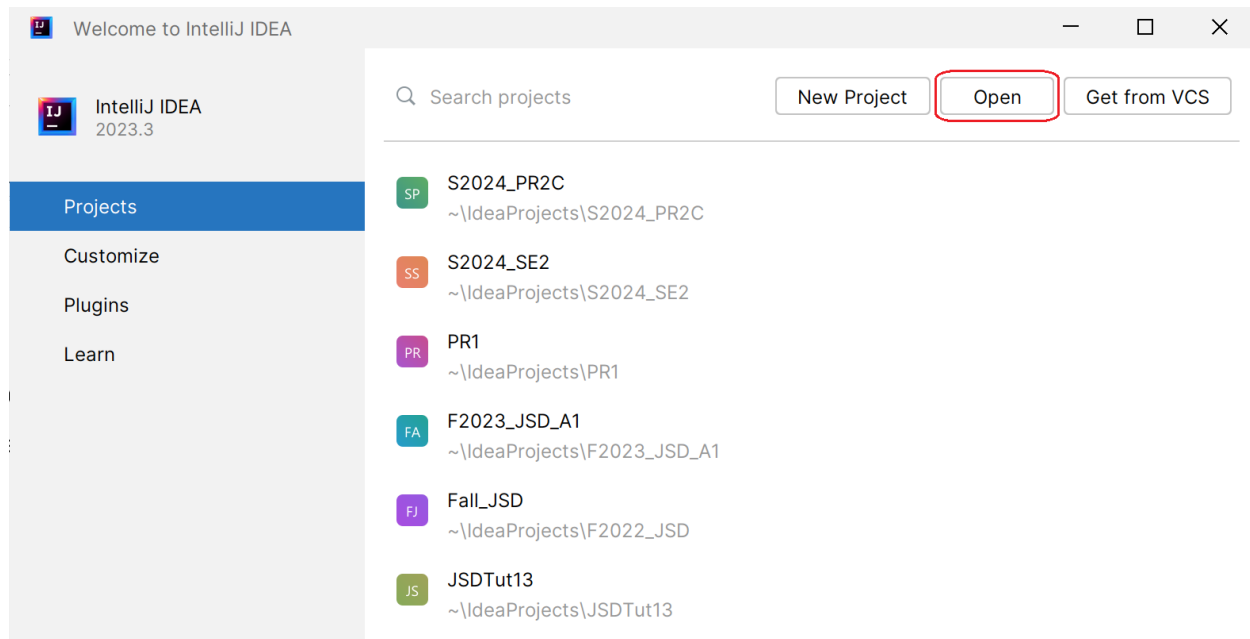 Welcome to IntelliJ IDEA
IntelliJ IDEA
2023.3
Projects
Customize
Plugins
Learn
Search projects
New Project
Open
Get from VCS
SP
S2024_PR2C
~\IdeaProjects\S2024_PR2C
SS
S2024_SE2
~\IdeaProjects\S2024_SE2
PR
PR1
~\IdeaProjects\PR1
FA
F2023_JSD_A1
~\IdeaProjects\F2023_JSD_A1
FJ
Fall_JSD
~\IdeaProjects\F2022_JSD
JS
JSDTut13
~\IdeaProjects\JSDTut13